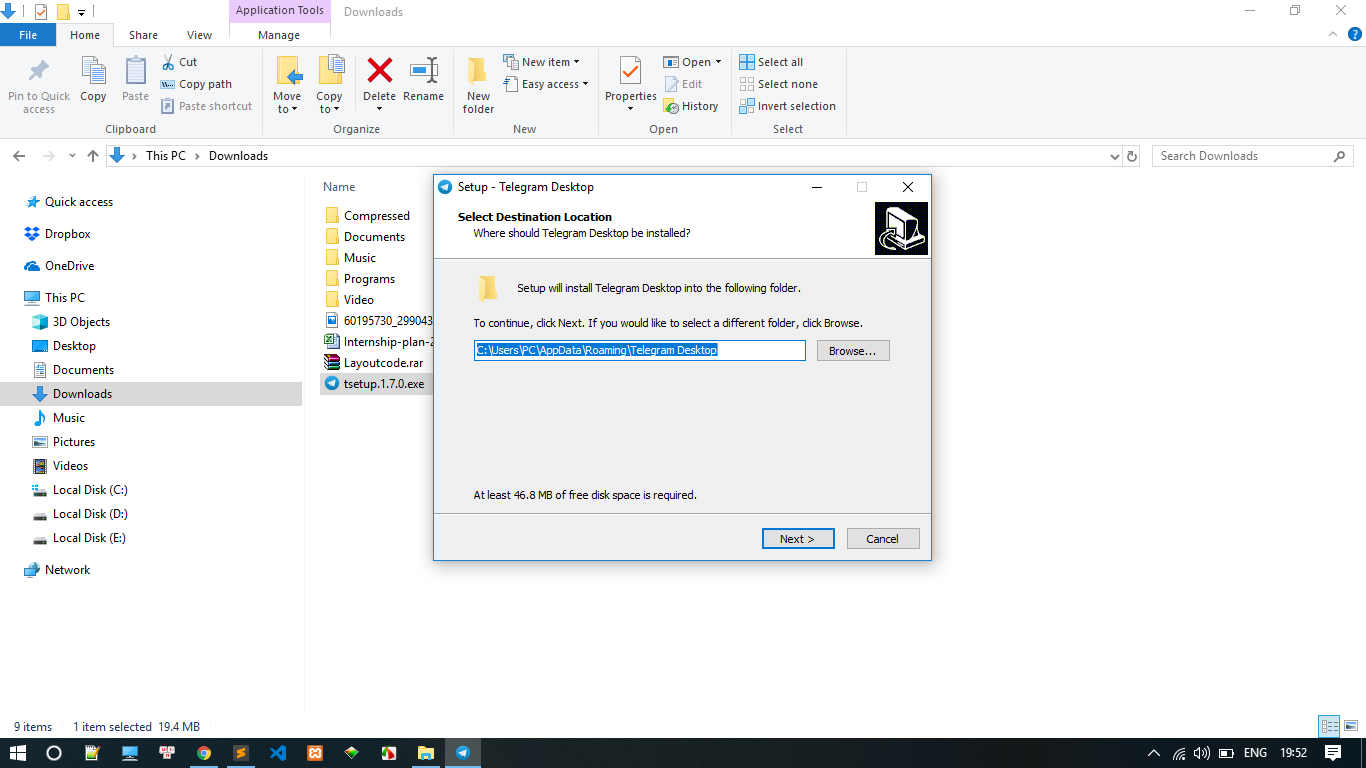 Application Tools
Downloads
File
Home
Share
View
Manage
Pin to Quick access
Copy
Paste
Cut
Copy path
Paste shortcut
Clipboard
Move to
Copy to
Delete
Rename
Organize
New folder
New item
Easy access
New
Properties
Open
Edit
History
Open
Select all
Select none
Invert selection
Select
This PC
Downloads
Search Downloads
Quick access
Dropbox
OneDrive
This PC
3D Objects
Desktop
Documents
Downloads
Music
Pictures
Videos
Local Disk (C:)
Local Disk (D:)
Local Disk (E:)
Network
Name
Compressed
Documents
Music
Programs
Video
60195730_299043
Internship-plan-2
Layoutcode.rar
tsetup.1.7.0.exe
Setup - Telegram Desktop
Select Destination Location
Where should Telegram Desktop be installed?
Setup will install Telegram Desktop into the following folder.
To continue, click Next. If you would like to select a different folder, click Browse.
C:\Users\PC\AppData\Roaming\Telegram Desktop
Browse...
At least 46.8 MB of free disk space is required.
Next >
Cancel
9 items
1 item selected 19.4 MB
ENG
19:52